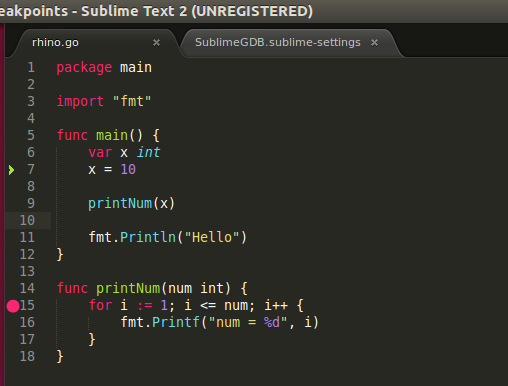 eakpoints - Sublime Text 2 (UNREGISTERED)
rhino.go × SublimeGDB.sublime-settings ×
1 package main
2
3 import "fmt"
4
5 func main() {
6     var x int
7     x = 10
8
9     printNum(x)
10
11     fmt.Println("Hello")
12 }
13
14 func printNum(num int) {
15     for i := 1; i <= num; i++ {
16         fmt.Printf("num = %d", i)
17     }
18 }